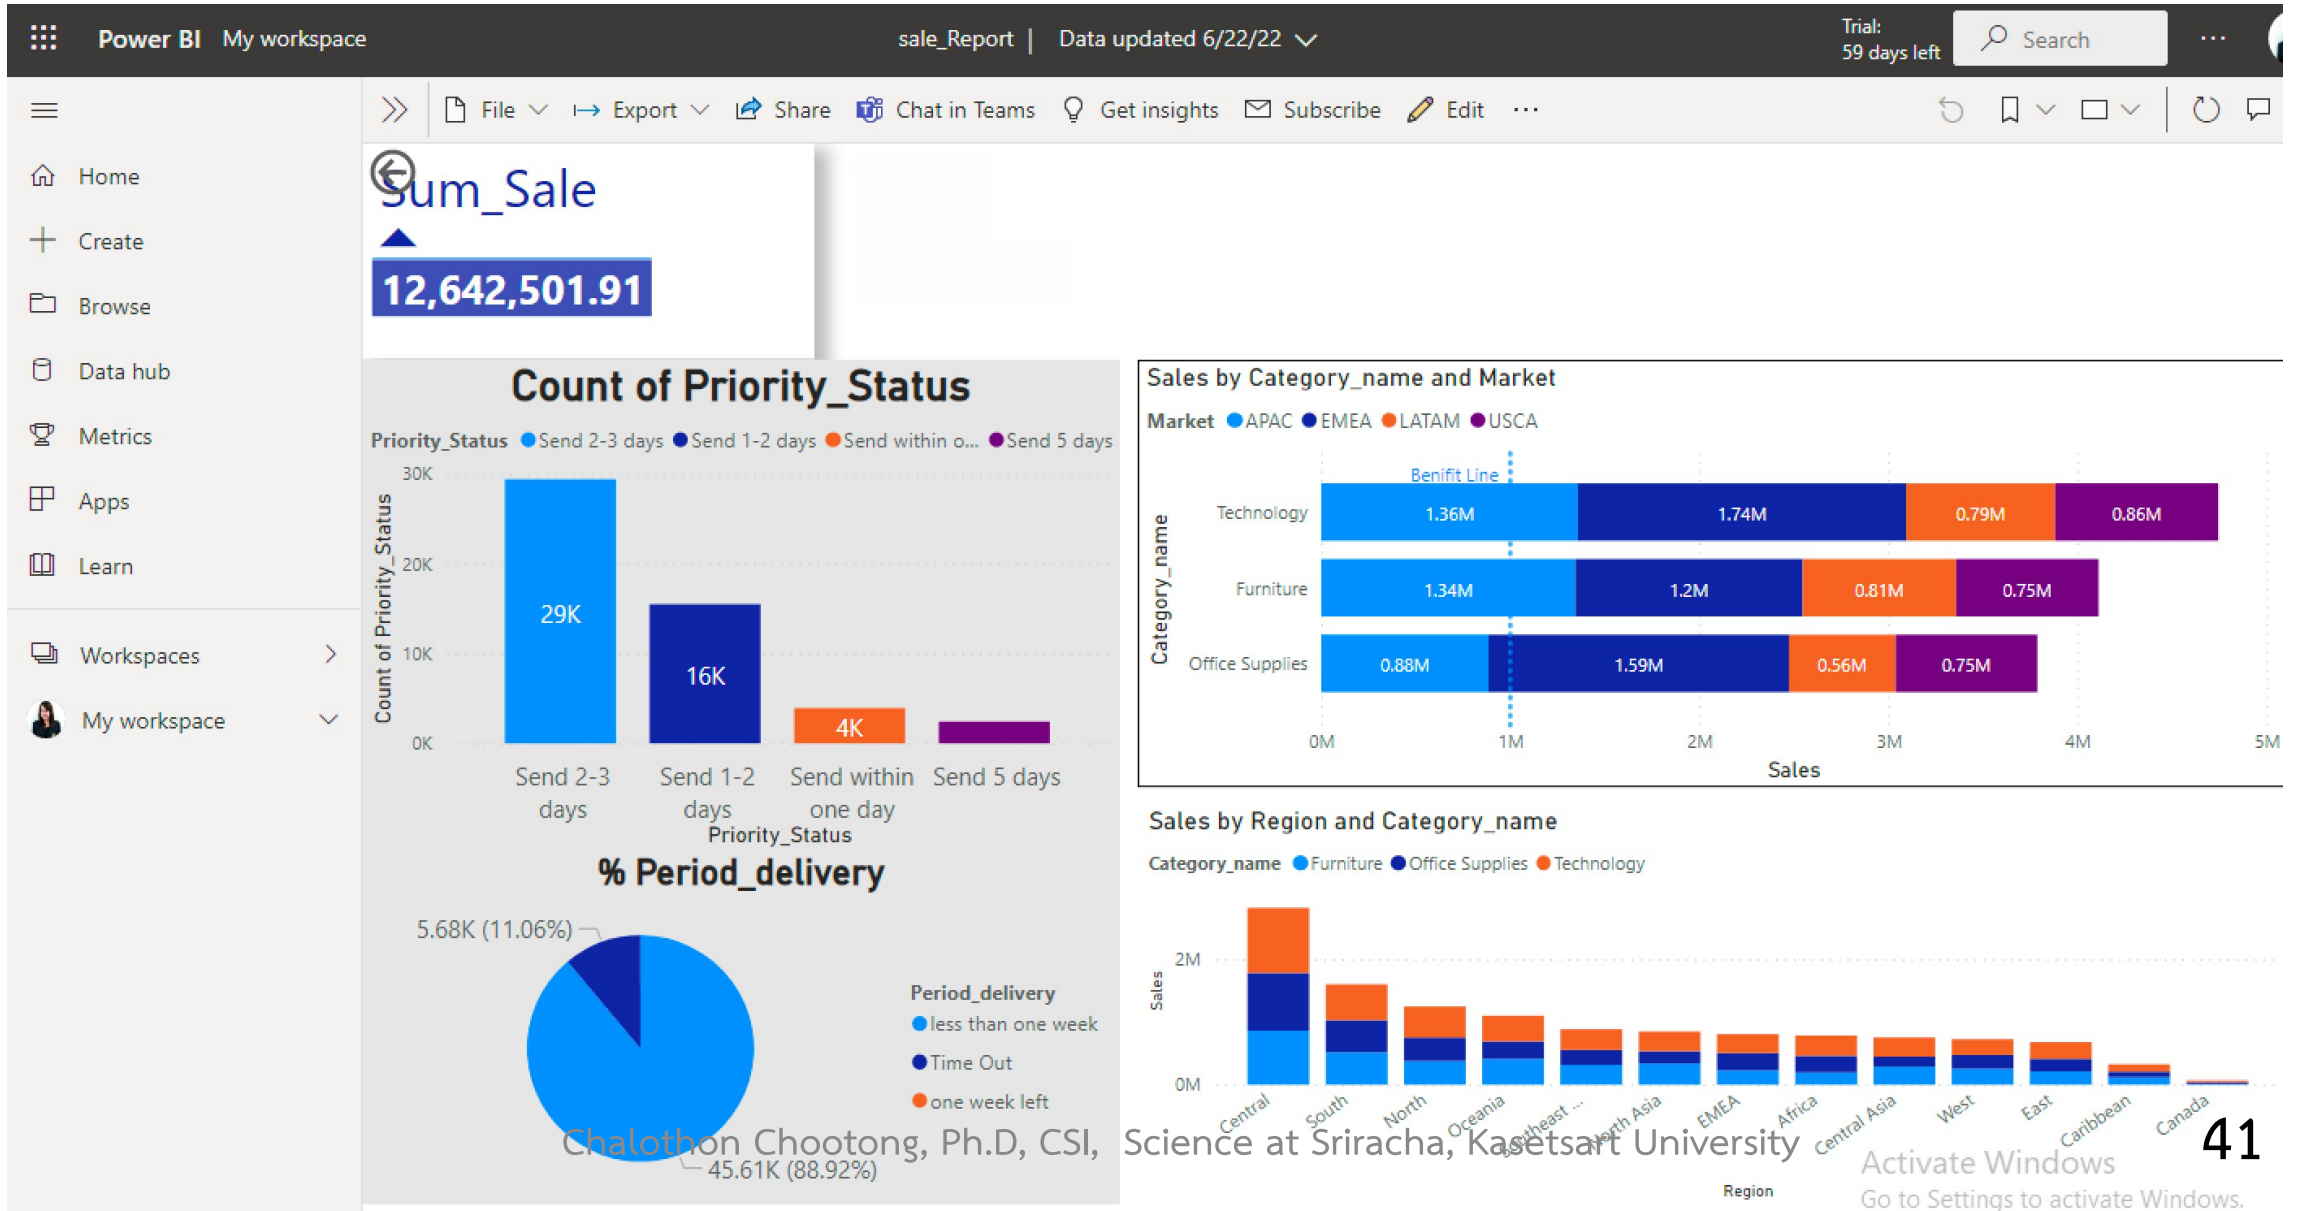 Power BI My workspace
sale_Report | Data updated 6/22/22
Trial:
59 days left
Search
File Export Share Chat in Teams Get insights Subscribe Edit
Home
Create
Browse
Data hub
Metrics
Apps
Learn
Workspaces
My workspace
Sum_Sale
12,642,501.91
Count of Priority_Status
Priority_Status Send 2-3 days Send 1-2 days Send within o... Send 5 days
Count of Priority_Status
30K
20K
10K
0K
29K
16K
4K
Send 2-3 days
Send 1-2 days
Send within one day
Send 5 days
Priority_Status
% Period_delivery
5.68K (11.06%)
45.61K (88.92%)
Period_delivery
less than one week
Time Out
one week left
Sales by Category_name and Market
Market APAC EMEA LATAM USCA
Benifit Line
Category_name
Technology 1.36M 1.74M 0.79M 0.86M
Furniture 1.34M 1.2M 0.81M 0.75M
Office Supplies 0.88M 1.59M 0.56M 0.75M
0M 1M 2M 3M 4M 5M
Sales
Sales by Region and Category_name
Category_name Furniture Office Supplies Technology
Sales
2M
0M
Central South North Oceania Southeast ... North Asia EMEA Africa Central Asia West East Caribbean Canada
Region
Chalothon Chootong, Ph.D, CSI, Science at Sriracha, Kasetsart University
41
Activate Windows
Go to Settings to activate Windows.